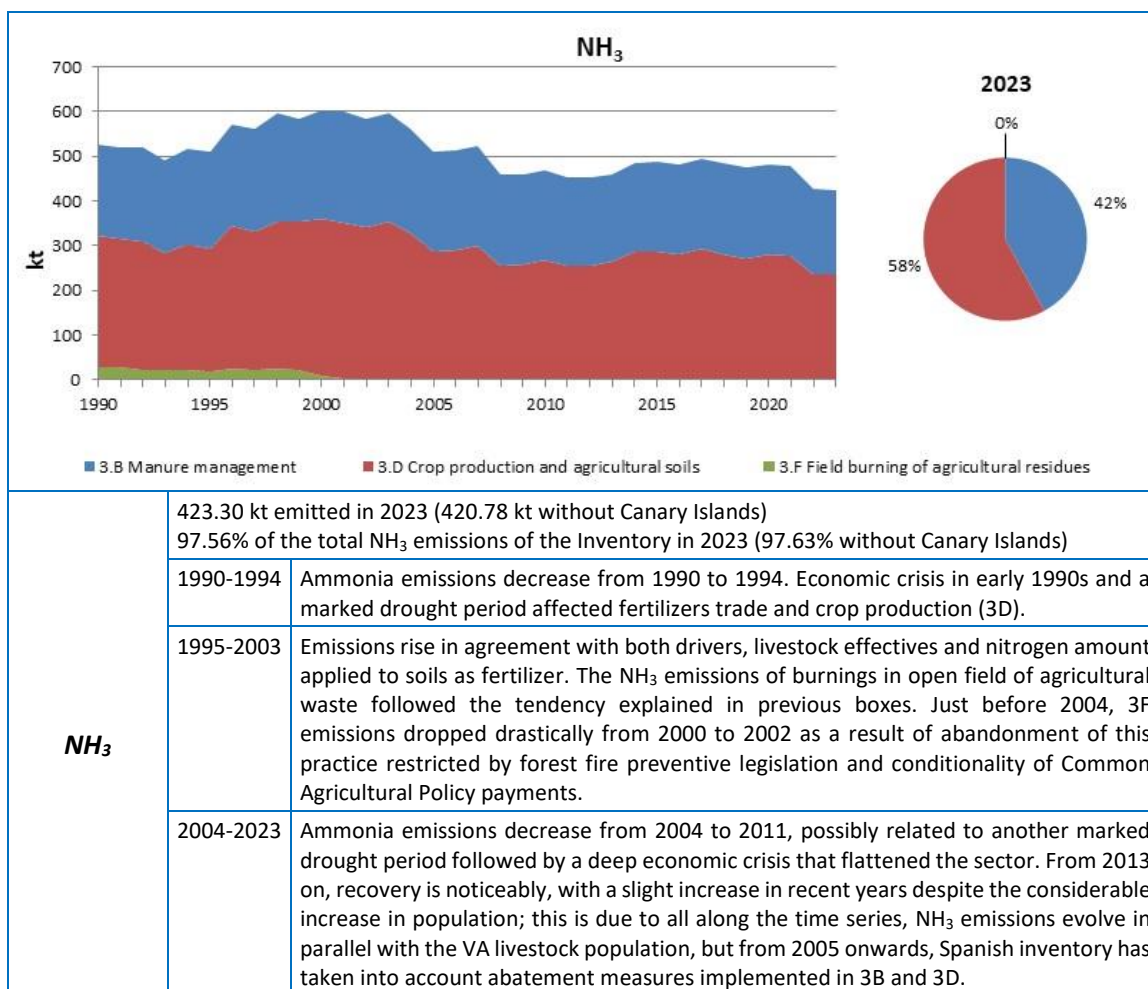 NH₃
700
600
500
400
300
200
100
0
kt
1990
1995
2000
2005
2010
2015
2020
2023
0%
42%
58%
3.B Manure management
3.D Crop production and agricultural soils
3.F Field burning of agricultural residues
NH₃
423.30 kt emitted in 2023 (420.78 kt without Canary Islands)
97.56% of the total NH₃ emissions of the Inventory in 2023 (97.63% without Canary Islands)
1990-1994
Ammonia emissions decrease from 1990 to 1994. Economic crisis in early 1990s and a
marked drought period affected fertilizers trade and crop production (3D).
1995-2003
Emissions rise in agreement with both drivers, livestock effectives and nitrogen amount
applied to soils as fertilizer. The NH₃ emissions of burnings in open field of agricultural
waste followed the tendency explained in previous boxes. Just before 2004, 3F
emissions dropped drastically from 2000 to 2002 as a result of abandonment of this
practice restricted by forest fire preventive legislation and conditionality of Common
Agricultural Policy payments.
2004-2023
Ammonia emissions decrease from 2004 to 2011, possibly related to another marked
drought period followed by a deep economic crisis that flattened the sector. From 2013
on, recovery is noticeably, with a slight increase in recent years despite the considerable
increase in population; this is due to all along the time series, NH₃ emissions evolve in
parallel with the VA livestock population, but from 2005 onwards, Spanish inventory has
taken into account abatement measures implemented in 3B and 3D.